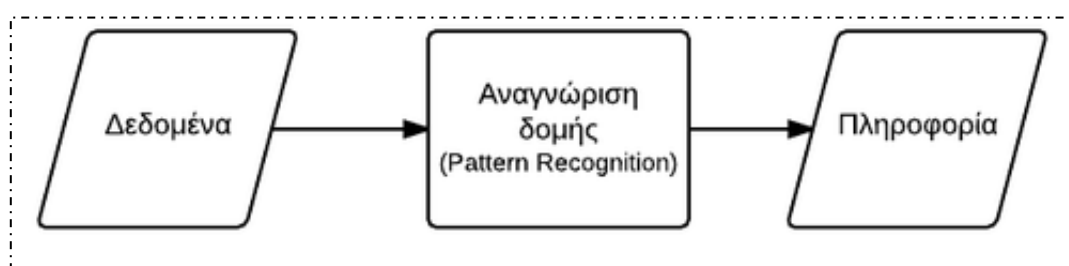 Δεδομένα
Αναγνώριση
δομής
(Pattern Recognition)
Πληροφορία